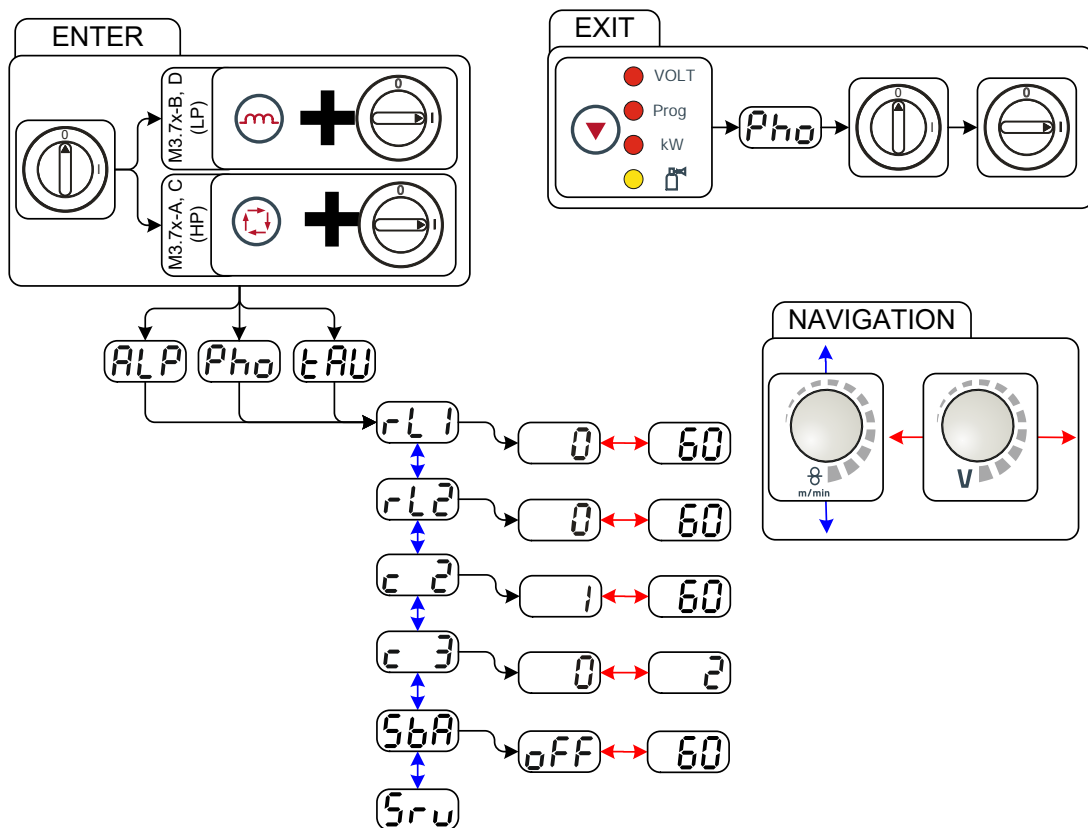 ENTER
0
I
M3.7x-B, D
(LP)
0
I
M3.7x-A, C
(HP)
0
I
EXIT
VOLT
Prog
kW
Pho
0
I
0
I
ALP
Pho
tAU
NAVIGATION
m/min
V
rL1
0
60
rL2
0
60
c 2
1
60
c 3
0
2
SbA
oFF
60
Sru